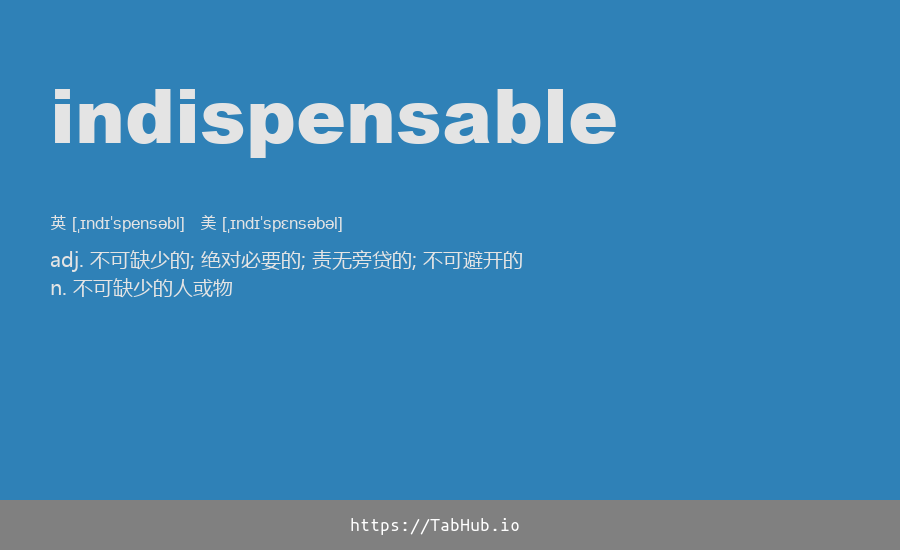 indispensable
英 [ˌɪndɪˈspensəbl] 美 [ˌɪndɪˈspɛnsəbəl]
adj. 不可缺少的; 绝对必要的; 责无旁贷的; 不可避开的
n. 不可缺少的人或物
https://TabHub.io